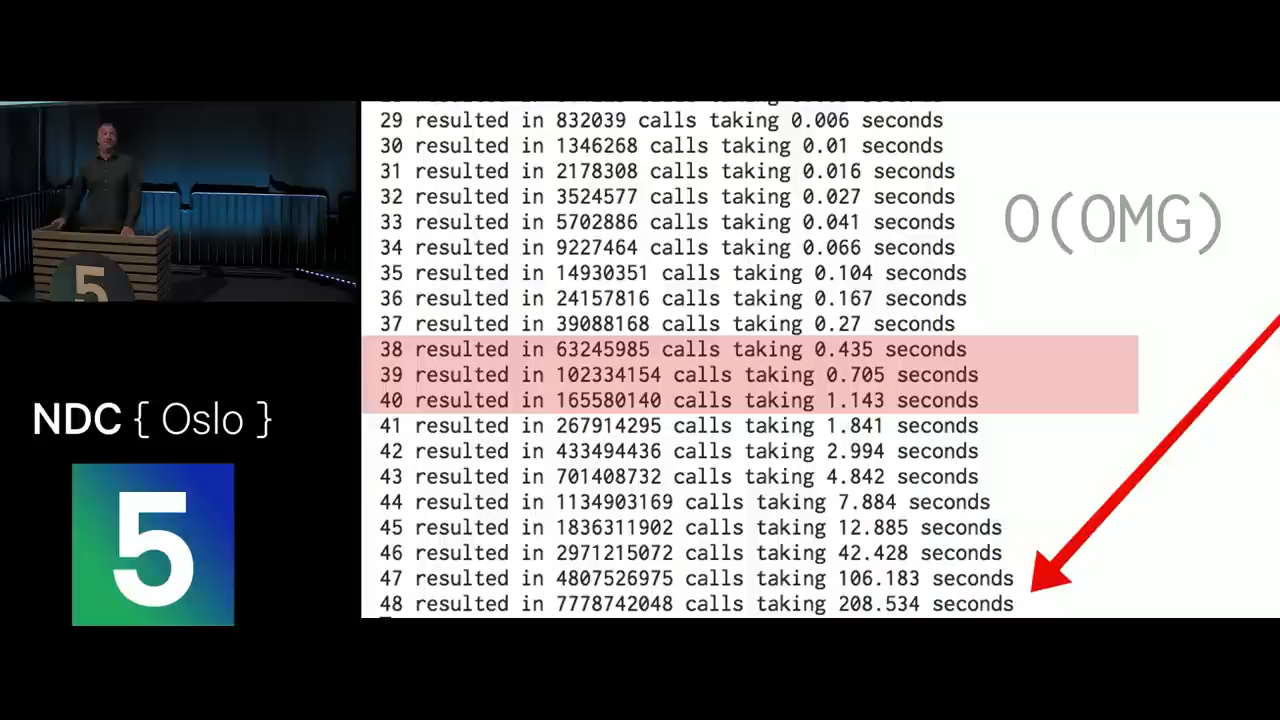 29 resulted in 832039 calls taking 0.006 seconds
30 resulted in 1346268 calls taking 0.01 seconds
31 resulted in 2178308 calls taking 0.016 seconds
32 resulted in 3524577 calls taking 0.027 seconds
33 resulted in 5702886 calls taking 0.041 seconds
34 resulted in 9227464 calls taking 0.066 seconds
35 resulted in 14930351 calls taking 0.104 seconds
36 resulted in 24157816 calls taking 0.167 seconds
37 resulted in 39088168 calls taking 0.27 seconds
38 resulted in 63245985 calls taking 0.435 seconds
39 resulted in 102334154 calls taking 0.705 seconds
40 resulted in 165580140 calls taking 1.143 seconds
41 resulted in 267914295 calls taking 1.841 seconds
42 resulted in 433494436 calls taking 2.994 seconds
43 resulted in 701408732 calls taking 4.842 seconds
44 resulted in 1134903169 calls taking 7.884 seconds
45 resulted in 1836311902 calls taking 12.885 seconds
46 resulted in 2971215072 calls taking 42.428 seconds
47 resulted in 4807526975 calls taking 106.183 seconds
48 resulted in 7778742048 calls taking 208.534 seconds
O(OMG)
5
NDC { Oslo }
5